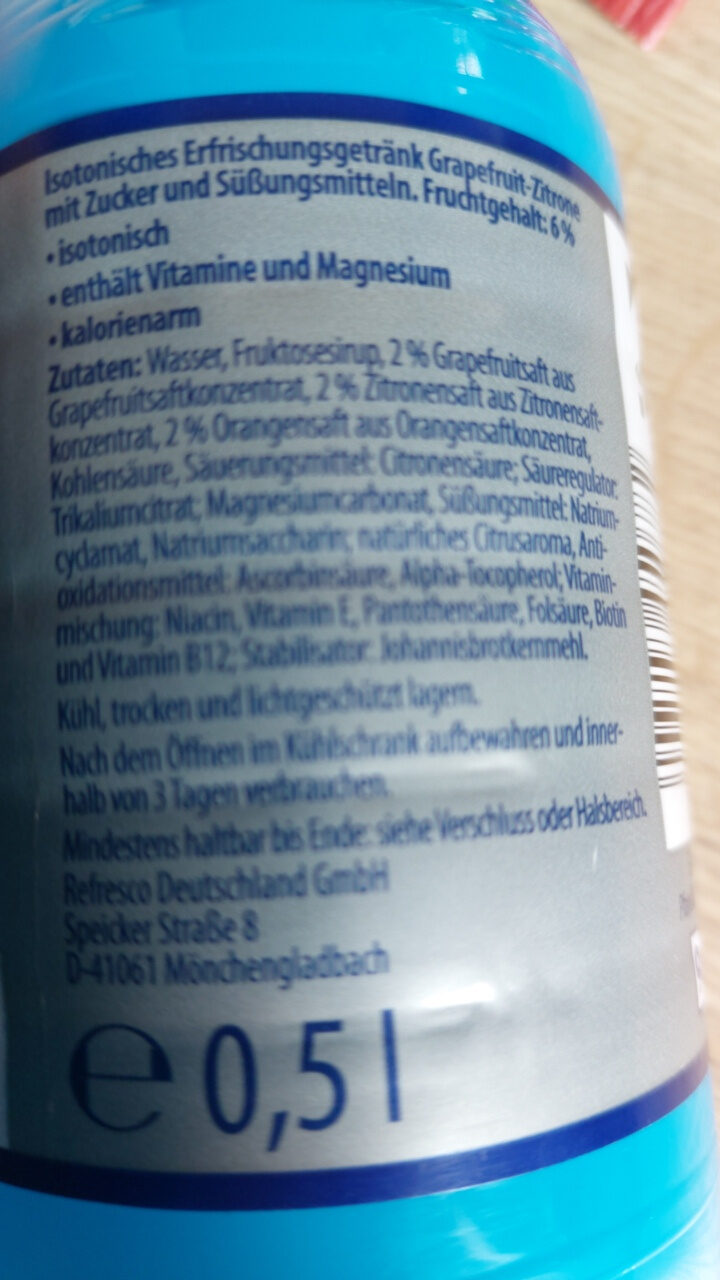 Isotonisches Erfrischungsgetränk Grapefruit-Zitrone
mit Zucker und Süßungsmitteln. Fruchtgehalt: 6 %
• isotonisch
• enthält Vitamine und Magnesium
• kalorienarm
Zutaten: Wasser, Fruktosesirup, 2 % Grapefruitsaft aus
Grapefruitsaftkonzentrat, 2 % Zitronensaft aus Zitronensaft-
konzentrat, 2 % Orangensaft aus Orangensaftkonzentrat,
Kohlensäure, Säuerungsmittel: Citronensäure; Säureregulator:
Trikaliumcitrat; Magnesiumcarbonat, Süßungsmittel: Natrium-
cyclamat, Natriumsaccharin; natürliches Citrusaroma, Anti-
oxidationsmittel: Ascorbinsäure, Alpha-Tocopherol; Vitamin-
mischung: Niacin, Vitamin E, Pantothensäure, Folsäure, Biotin
und Vitamin B12; Stabilisator: Johannisbrotkernmehl.
Kühl, trocken und lichtgeschützt lagern.
Nach dem Öffnen im Kühlschrank aufbewahren und inner-
halb von 3 Tagen verbrauchen.
Mindestens haltbar bis Ende: siehe Verschluss oder Halsbereich.
Refresco Deutschland GmbH
Speicker Straße 8
D-41061 Mönchengladbach
e 0,5 l